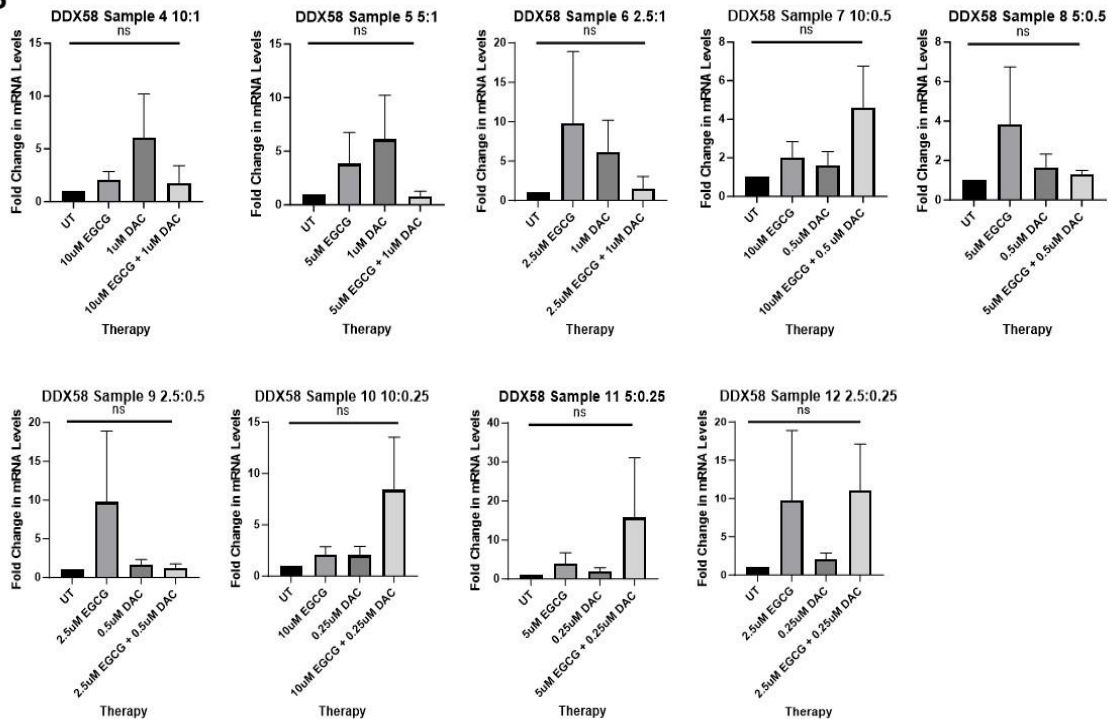 DDX58 Sample 4 10:1
ns
Fold Change in mRNA Levels
15
10
5
0
UT
10uM EGCG
1uM DAC
10uM EGCG + 1uM DAC
Therapy
DDX58 Sample 5 5:1
ns
Fold Change in mRNA Levels
15
10
5
0
UT
5uM EGCG
1uM DAC
5uM EGCG + 1uM DAC
Therapy
DDX58 Sample 6 2.5:1
ns
Fold Change in mRNA Levels
20
15
10
5
0
UT
2.5uM EGCG
1uM DAC
2.5uM EGCG + 1uM DAC
Therapy
DDX58 Sample 7 10:0.5
ns
Fold Change in mRNA Levels
8
6
4
2
0
UT
10uM EGCG
0.5uM DAC
10uM EGCG + 0.5 uM DAC
Therapy
DDX58 Sample 8 5:0.5
ns
Fold Change in mRNA Levels
8
6
4
2
0
UT
5uM EGCG
0.5uM DAC
5uM EGCG + 0.5uM DAC
Therapy
DDX58 Sample 9 2.5:0.5
ns
Fold Change in mRNA Levels
20
15
10
5
0
UT
2.5uM EGCG
0.5uM DAC
2.5uM EGCG + 0.5uM DAC
Therapy
DDX58 Sample 10 10:0.25
ns
Fold Change in mRNA Levels
15
10
5
0
UT
10uM EGCG
0.25uM DAC
10uM EGCG + 0.25uM DAC
Therapy
DDX58 Sample 11 5:0.25
ns
Fold Change in mRNA Levels
40
30
20
10
0
UT
5uM EGCG
0.25uM DAC
5uM EGCG + 0.25uM DAC
Therapy
DDX58 Sample 12 2.5:0.25
ns
Fold Change in mRNA Levels
20
15
10
5
0
UT
2.5uM EGCG
0.25uM DAC
2.5uM EGCG + 0.25uM DAC
Therapy